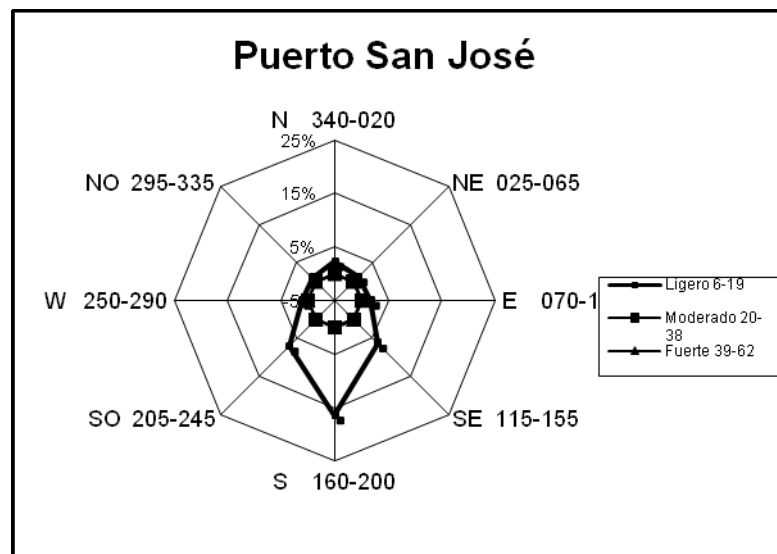 Puerto San José
N 340-020
25%
NO 295-335
NE 025-065
15%
5%
W 250-290
-5
E 070-1
Ligero 6-19
Moderado 20-
38
Fuerte 39-62
SO 205-245
SE 115-155
S 160-200